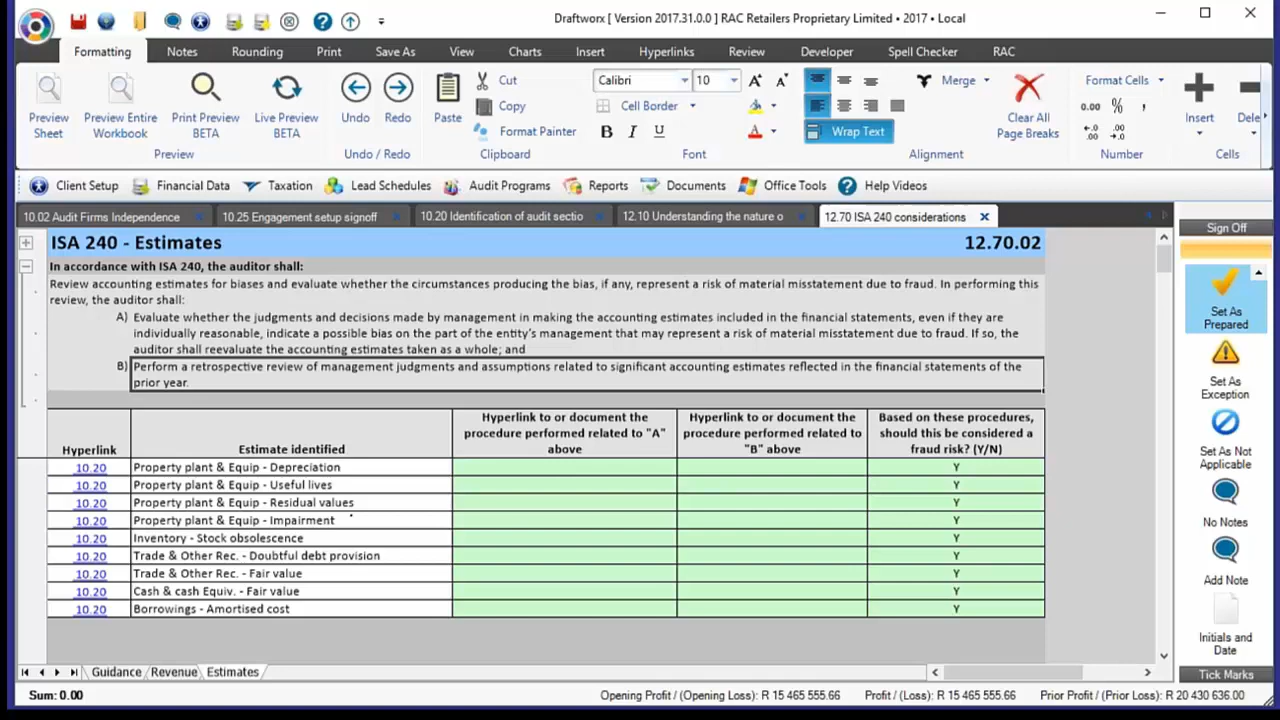 Draftworx [ Version 2017.31.0.0 ] RAC Retailers Proprietary Limited • 2017 • Local
Formatting Notes Rounding Print Save As View Charts Insert Hyperlinks Review Developer Spell Checker RAC
Preview Sheet
Preview Entire Workbook
Print Preview BETA
Live Preview BETA
Preview
Undo Redo
Undo / Redo
Paste
Cut
Copy
Format Painter
Clipboard
Calibri 10
Cell Border
B I U
Font
Merge
Wrap Text
Clear All Page Breaks
Alignment
Format Cells
0.00 % ,
Number
Insert Dele
Cells
Client Setup Financial Data Taxation Lead Schedules Audit Programs Reports Documents Office Tools Help Videos
10.02 Audit Firms Independence 10.25 Engagement setup signoff 10.20 Identification of audit sectio 12.10 Understanding the nature o 12.70 ISA 240 considerations
ISA 240 - Estimates 12.70.02
In accordance with ISA 240, the auditor shall:
Review accounting estimates for biases and evaluate whether the circumstances producing the bias, if any, represent a risk of material misstatement due to fraud. In performing this
review, the auditor shall:
A) Evaluate whether the judgments and decisions made by management in making the accounting estimates included in the financial statements, even if they are
individually reasonable, indicate a possible bias on the part of the entity's management that may represent a risk of material misstatement due to fraud. If so, the
auditor shall reevaluate the accounting estimates taken as a whole; and
B) Perform a retrospective review of management judgments and assumptions related to significant accounting estimates reflected in the financial statements of the
prior year.
Hyperlink
Estimate identified
Hyperlink to or document the
procedure performed related to "A"
above
Hyperlink to or document the
procedure performed related to
"B" above
Based on these procedures,
should this be considered a
fraud risk? (Y/N)
10.20 Property plant & Equip - Depreciation Y
10.20 Property plant & Equip - Useful lives Y
10.20 Property plant & Equip - Residual values Y
10.20 Property plant & Equip - Impairment Y
10.20 Inventory - Stock obsolescence Y
10.20 Trade & Other Rec. - Doubtful debt provision Y
10.20 Trade & Other Rec. - Fair value Y
10.20 Cash & cash Equiv. - Fair value Y
10.20 Borrowings - Amortised cost Y
Sign Off
Set As
Prepared
Set As
Exception
Set As Not
Applicable
No Notes
Add Note
Initials and
Date
Tick Marks
Guidance Revenue Estimates
Sum: 0.00 Opening Profit / (Opening Loss): R 15 465 555.66 Profit / (Loss): R 15 465 555.66 Prior Profit / (Prior Loss): R 20 430 636.00